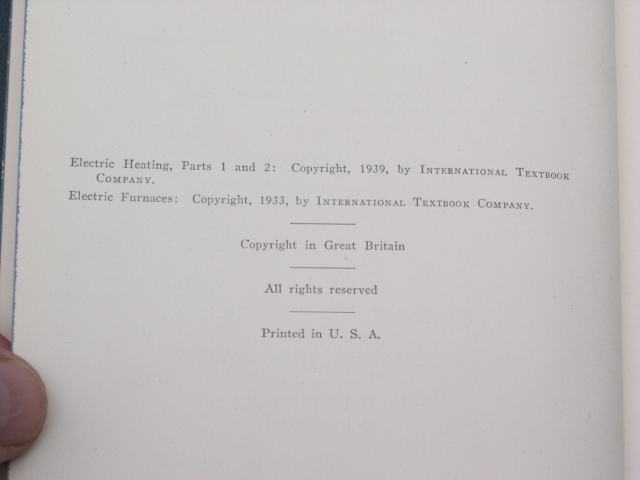 Electric Heating, Parts 1 and 2: Copyright, 1939, by INTERNATIONAL TEXTBOOK
COMPANY.
Electric Furnaces: Copyright, 1933, by INTERNATIONAL TEXTBOOK COMPANY.
Copyright in Great Britain
All rights reserved
Printed in U. S. A.